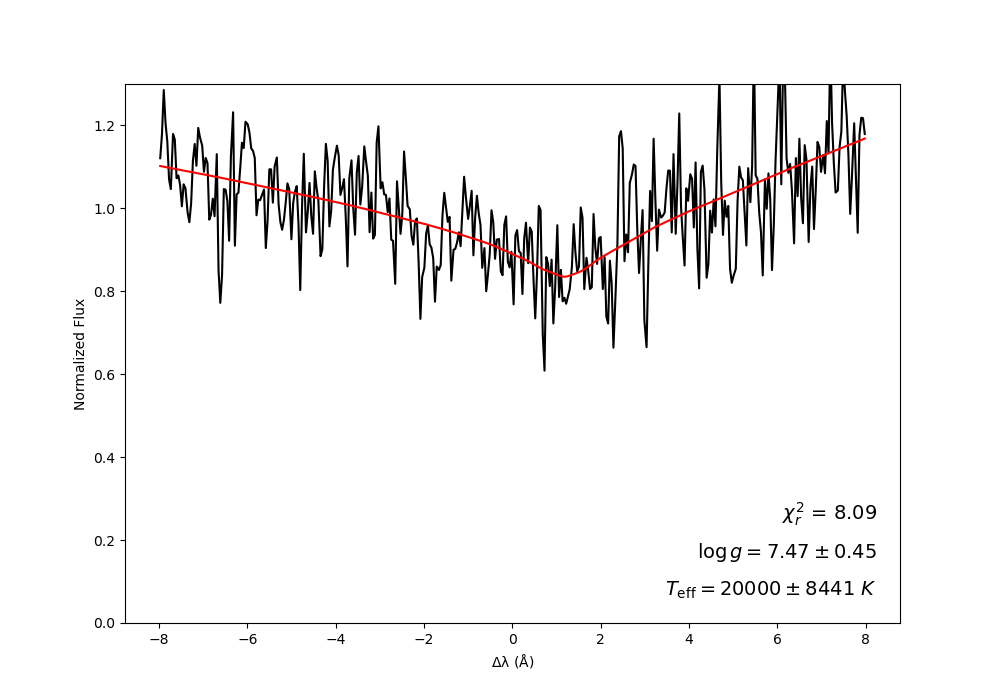 1.2
1.0
0.8
0.6
0.4
0.2
0.0
Normalized Flux
χ²ᵣ = 8.09
log g = 7.47 ± 0.45
T_eff = 20000 ± 8441 K
−8 −6 −4 −2 0 2 4 6 8
Δλ (Å)